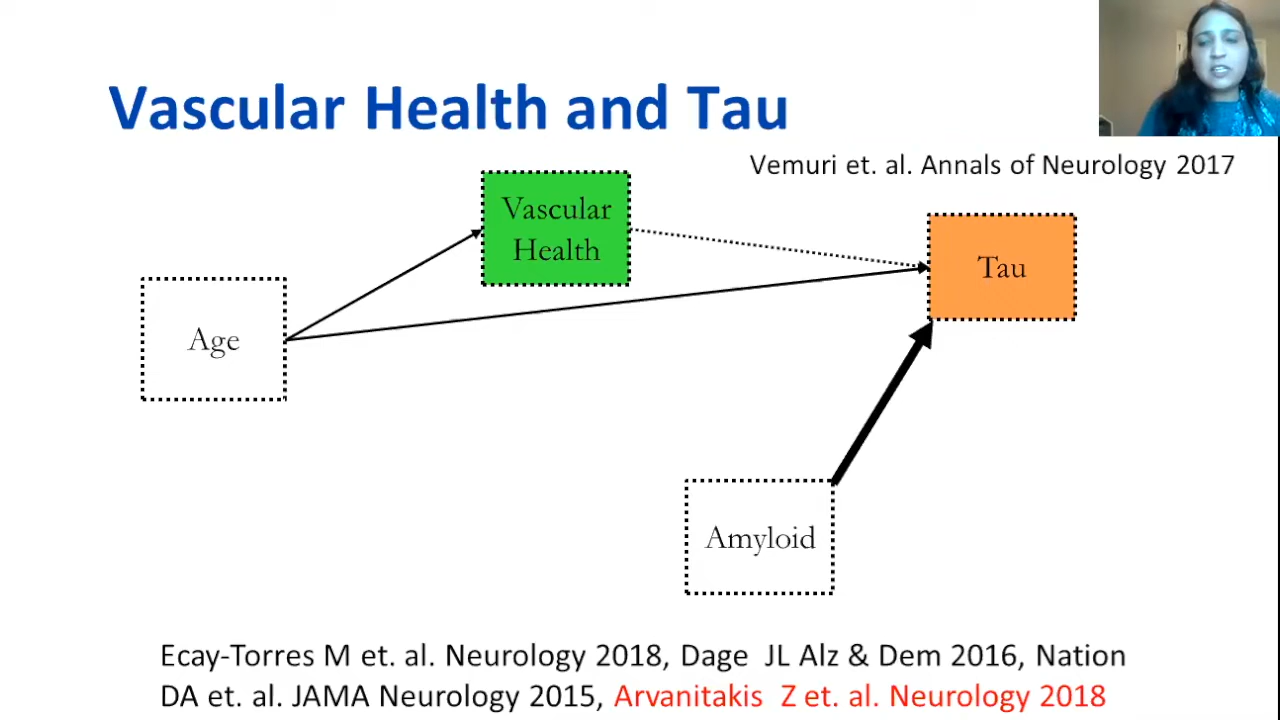 Vascular Health and Tau
Vemuri et. al. Annals of Neurology 2017
Vascular
Health
Tau
Age
Amyloid
Ecay-Torres M et. al. Neurology 2018, Dage  JL Alz & Dem 2016, Nation
DA et. al. JAMA Neurology 2015, Arvanitakis  Z et. al. Neurology 2018